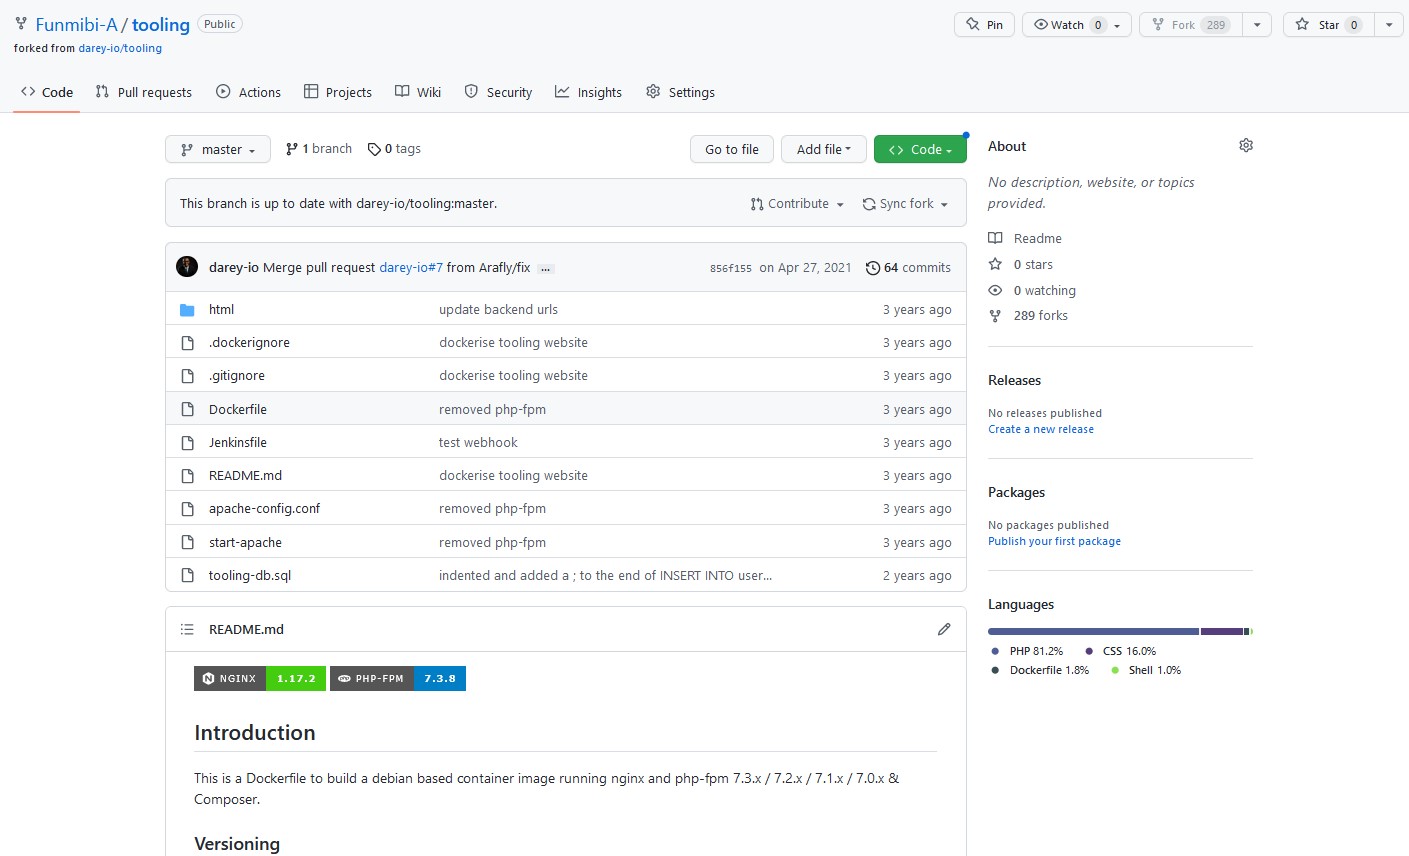 Funmibi-A / tooling Public
Pin Watch 0 Fork 289 Star 0
forked from darey-io/tooling
Code Pull requests Actions Projects Wiki Security Insights Settings
master 1 branch 0 tags Go to file Add file Code
This branch is up to date with darey-io/tooling:master. Contribute Sync fork
darey-io Merge pull request darey-io#7 from Arafly/fix ... 856f155 on Apr 27, 2021 64 commits
html update backend urls 3 years ago
.dockerignore dockerise tooling website 3 years ago
.gitignore dockerise tooling website 3 years ago
Dockerfile removed php-fpm 3 years ago
Jenkinsfile test webhook 3 years ago
README.md dockerise tooling website 3 years ago
apache-config.conf removed php-fpm 3 years ago
start-apache removed php-fpm 3 years ago
tooling-db.sql indented and added a ; to the end of INSERT INTO user... 2 years ago
README.md
NGINX 1.17.2 PHP-FPM 7.3.8
Introduction
This is a Dockerfile to build a debian based container image running nginx and php-fpm 7.3.x / 7.2.x / 7.1.x / 7.0.x &
Composer.
Versioning
About
No description, website, or topics
provided.
Readme
0 stars
0 watching
289 forks
Releases
No releases published
Create a new release
Packages
No packages published
Publish your first package
Languages
PHP 81.2% CSS 16.0%
Dockerfile 1.8% Shell 1.0%